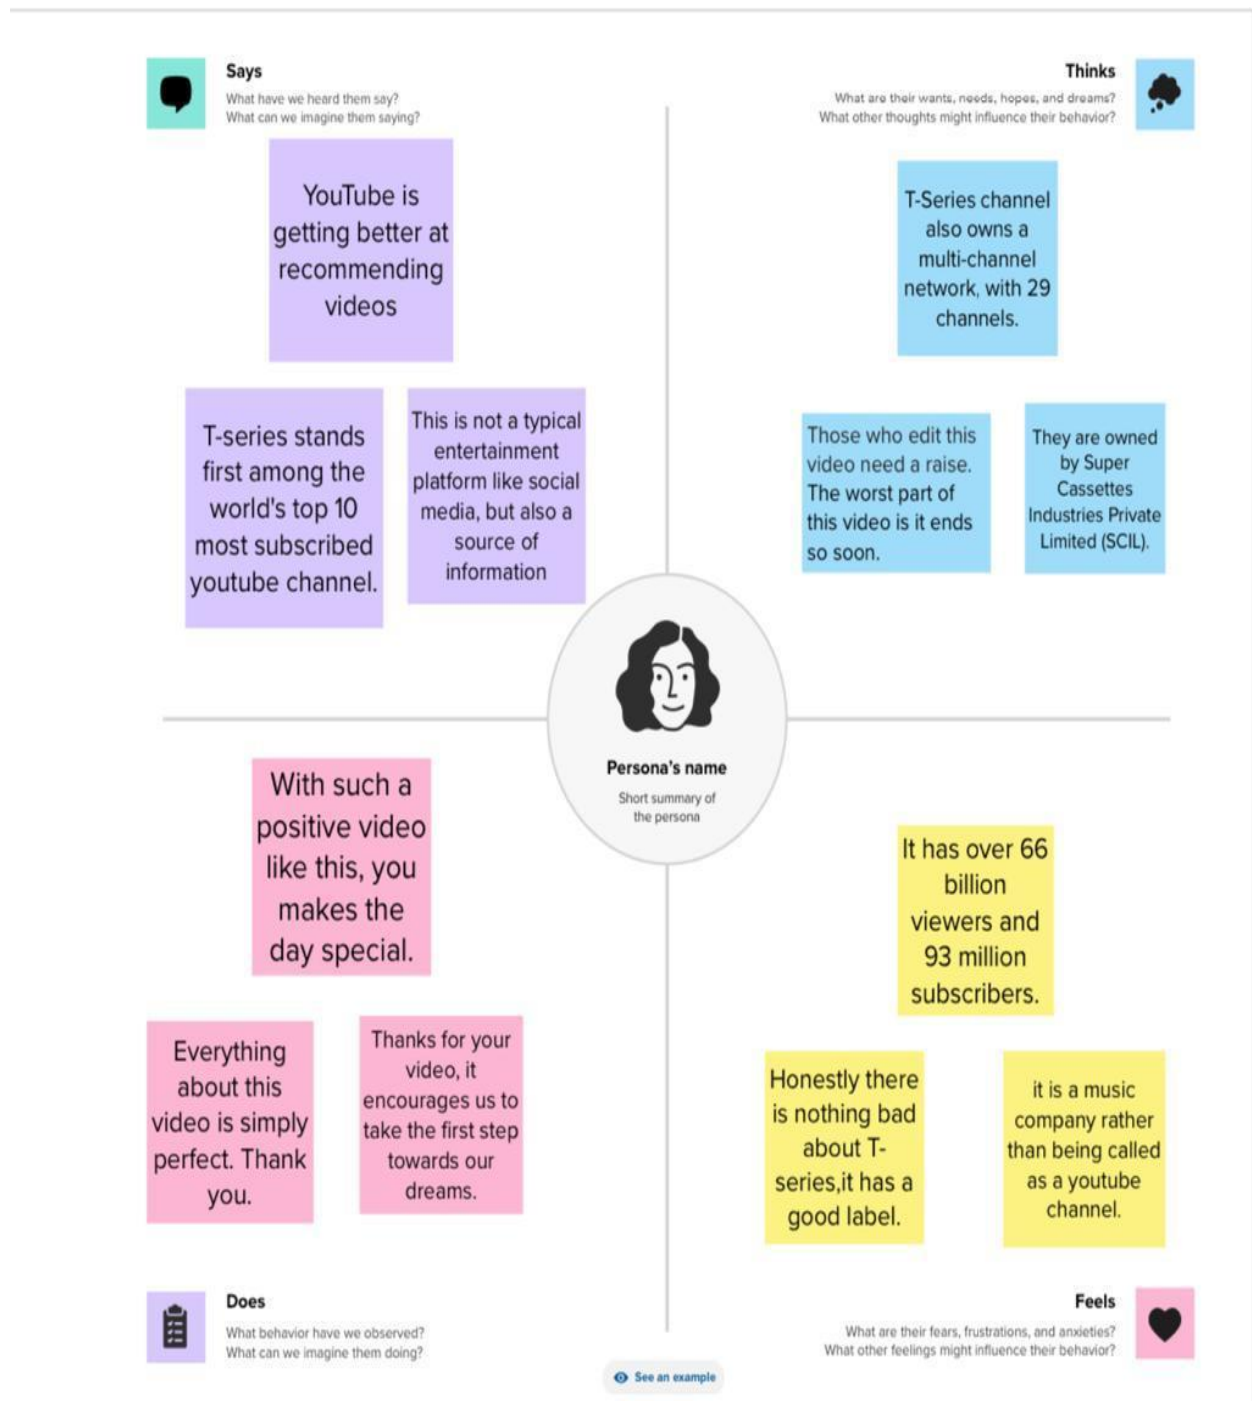 Says
What have we heard them say?
What can we imagine them saying?
YouTube is
getting better at
recommending
videos
T-series stands
first among the
world's top 10
most subscribed
youtube channel.
This is not a typical
entertainment
platform like social
media, but also a
source of
information
Thinks
What are their wants, needs, hopes, and dreams?
What other thoughts might influence their behavior?
T-Series channel
also owns a
multi-channel
network, with 29
channels.
Those who edit this
video need a raise.
The worst part of
this video is it ends
so soon.
They are owned
by Super
Cassettes
Industries Private
Limited (SCIL).
Persona's name
Short summary of
the persona
With such a
positive video
like this, you
makes the
day special.
Everything
about this
video is simply
perfect. Thank
you.
Thanks for your
video, it
encourages us to
take the first step
towards our
dreams.
Does
What behavior have we observed?
What can we imagine them doing?
It has over 66
billion
viewers and
93 million
subscribers.
Honestly there
is nothing bad
about T-
series,it has a
good label.
it is a music
company rather
than being called
as a youtube
channel.
Feels
What are their fears, frustrations, and anxieties?
What other feelings might influence their behavior?
See an example